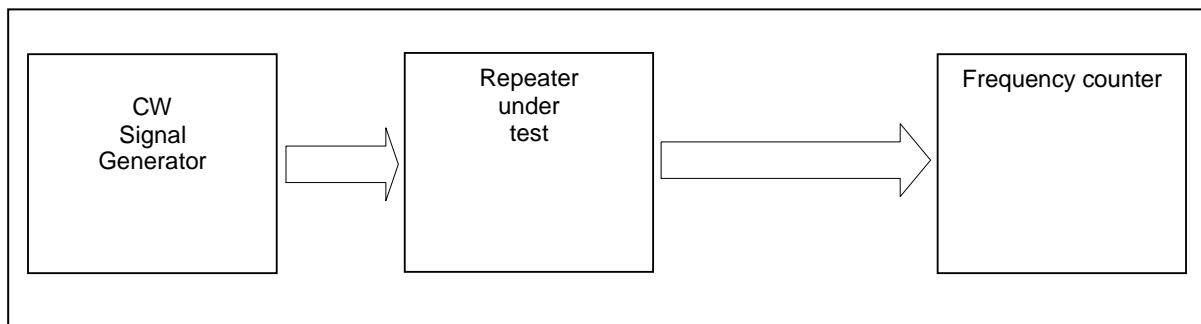 CW
Signal
Generator
Repeater
under
test
Frequency counter